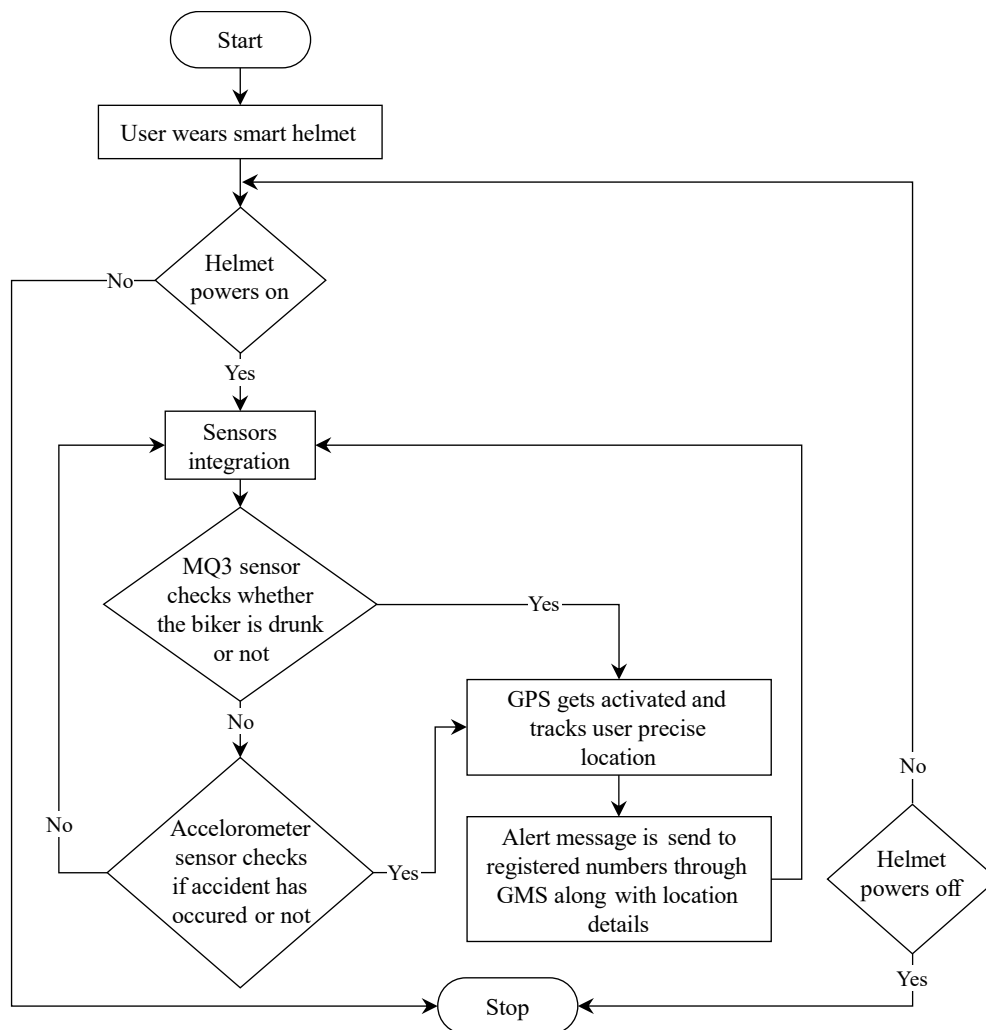 Start
User wears smart helmet
Helmet
powers on
No
Yes
Sensors
integration
MQ3 sensor
checks whether
the biker is drunk
or not
Yes
No
GPS gets activated and
tracks user precise
location
Accelorometer
sensor checks
if accident has
occured or not
No
Yes
Alert message is send to
registered numbers through
GMS along with location
details
Helmet
powers off
No
Yes
Stop